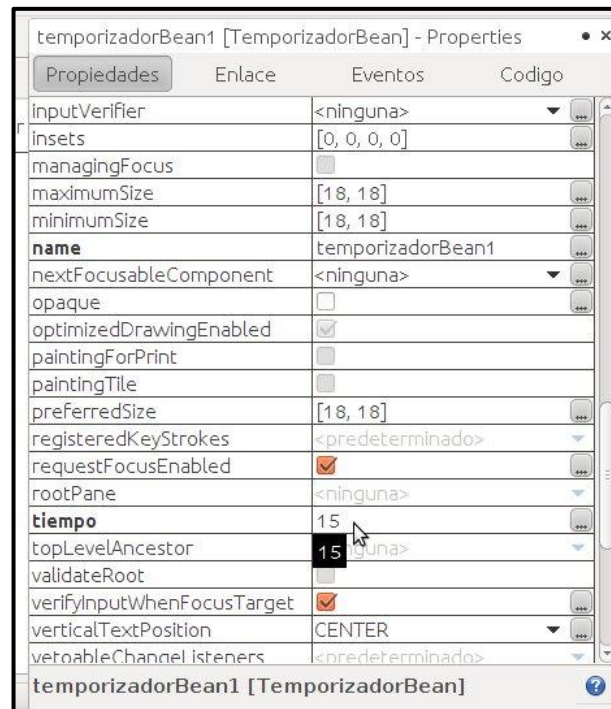 temporizadorBean1 [TemporizadorBean] - Properties
Propiedades Enlace Eventos Codigo
inputVerifier <ninguna>
insets [0, 0, 0, 0]
managingFocus
maximumSize [18, 18]
minimumSize [18, 18]
name temporizadorBean1
nextFocusableComponent <ninguna>
opaque
optimizedDrawingEnabled
paintingForPrint
paintingTile
preferredSize [18, 18]
registeredKeyStrokes <predeterminado>
requestFocusEnabled
rootPane <ninguna>
tiempo 15
topLevelAncestor 15 guna>
validateRoot
verifyInputWhenFocusTarget
verticalTextPosition CENTER
vetoableChangeListeners <predeterminado>
temporizadorBean1 [TemporizadorBean]